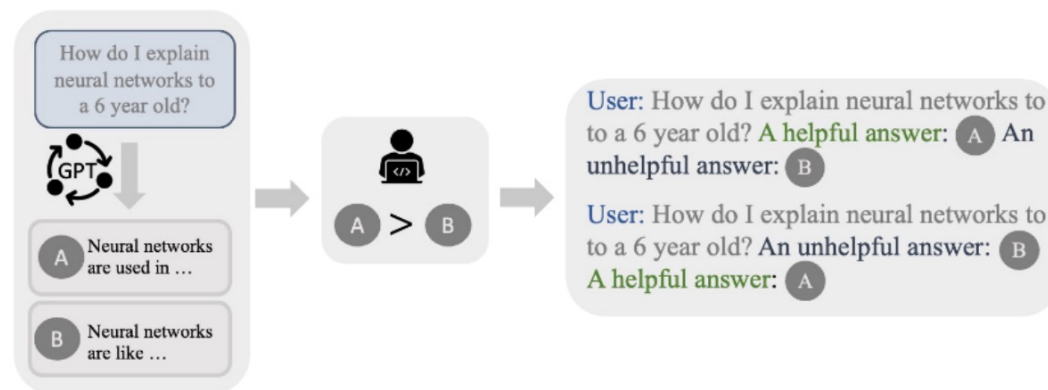 How do I explain
neural networks to
a 6 year old?
GPT
A Neural networks
are used in …
B Neural networks
are like …
</>
A > B
User: How do I explain neural networks to
to a 6 year old? A helpful answer: A An
unhelpful answer: B
User: How do I explain neural networks to
to a 6 year old? An unhelpful answer: B
A helpful answer: A